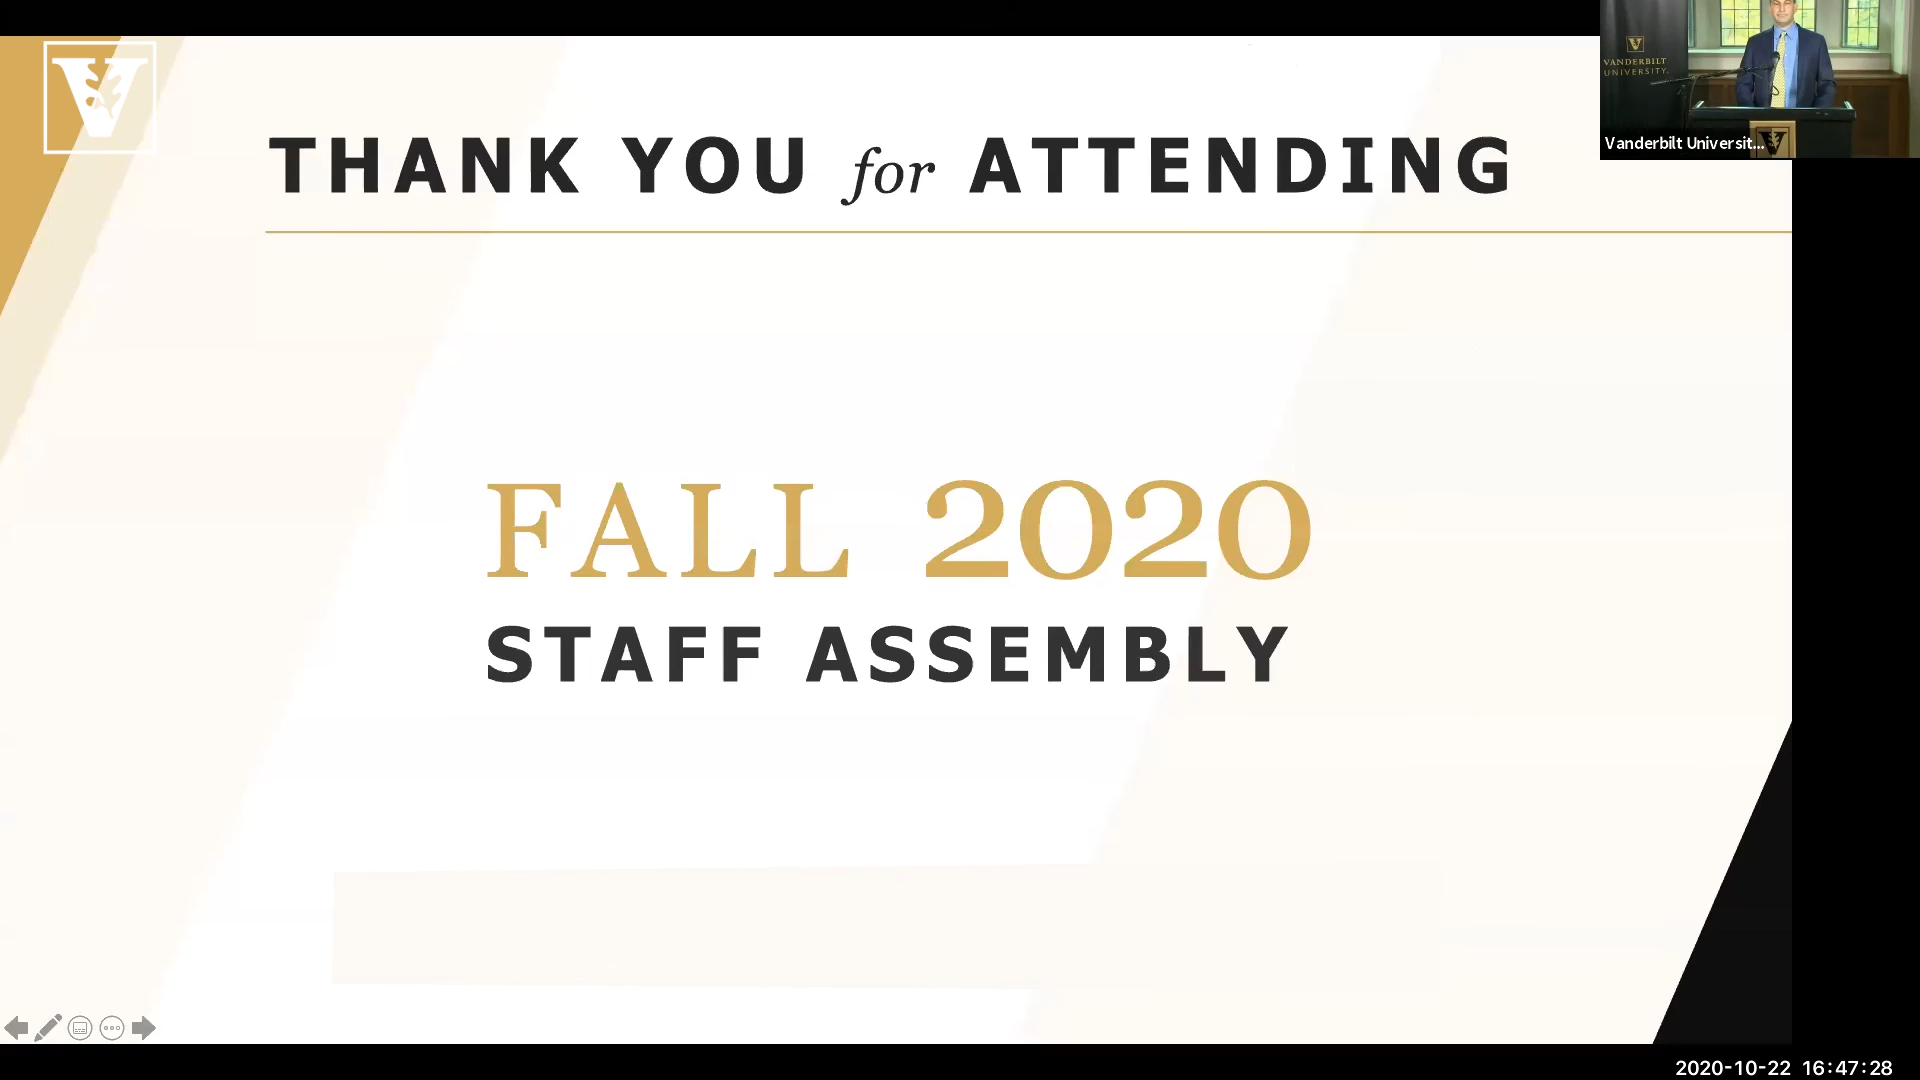 V
THANK YOU for ATTENDING
FALL 2020
STAFF ASSEMBLY
V
VANDERBILT
UNIVERSITY
Vanderbilt Universit...
V
2020-10-22 16:47:28